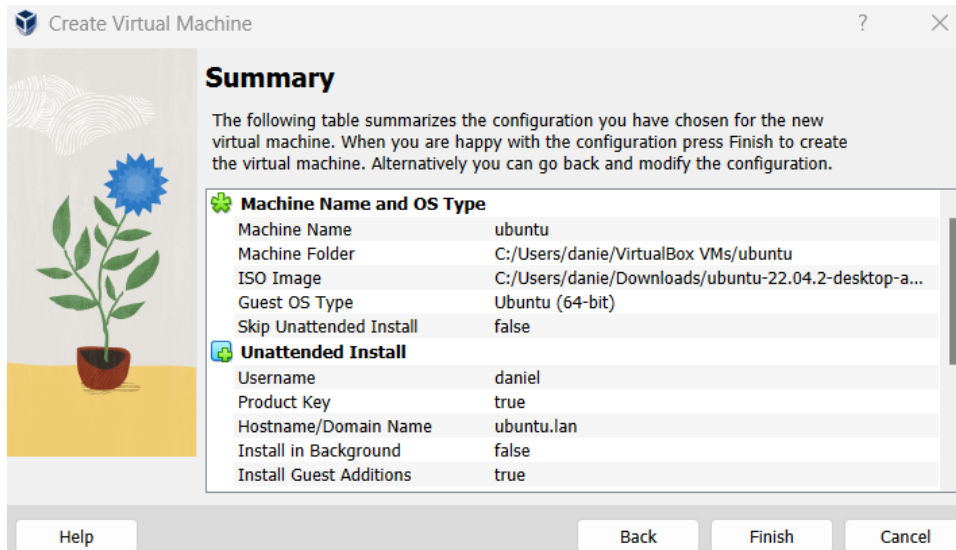 Create Virtual Machine ?
Summary
The following table summarizes the configuration you have chosen for the new
virtual machine. When you are happy with the configuration press Finish to create
the virtual machine. Alternatively you can go back and modify the configuration.
Machine Name and OS Type
Machine Name ubuntu
Machine Folder C:/Users/danie/VirtualBox VMs/ubuntu
ISO Image C:/Users/danie/Downloads/ubuntu-22.04.2-desktop-a...
Guest OS Type Ubuntu (64-bit)
Skip Unattended Install false
Unattended Install
Username daniel
Product Key true
Hostname/Domain Name ubuntu.lan
Install in Background false
Install Guest Additions true
Help Back Finish Cancel